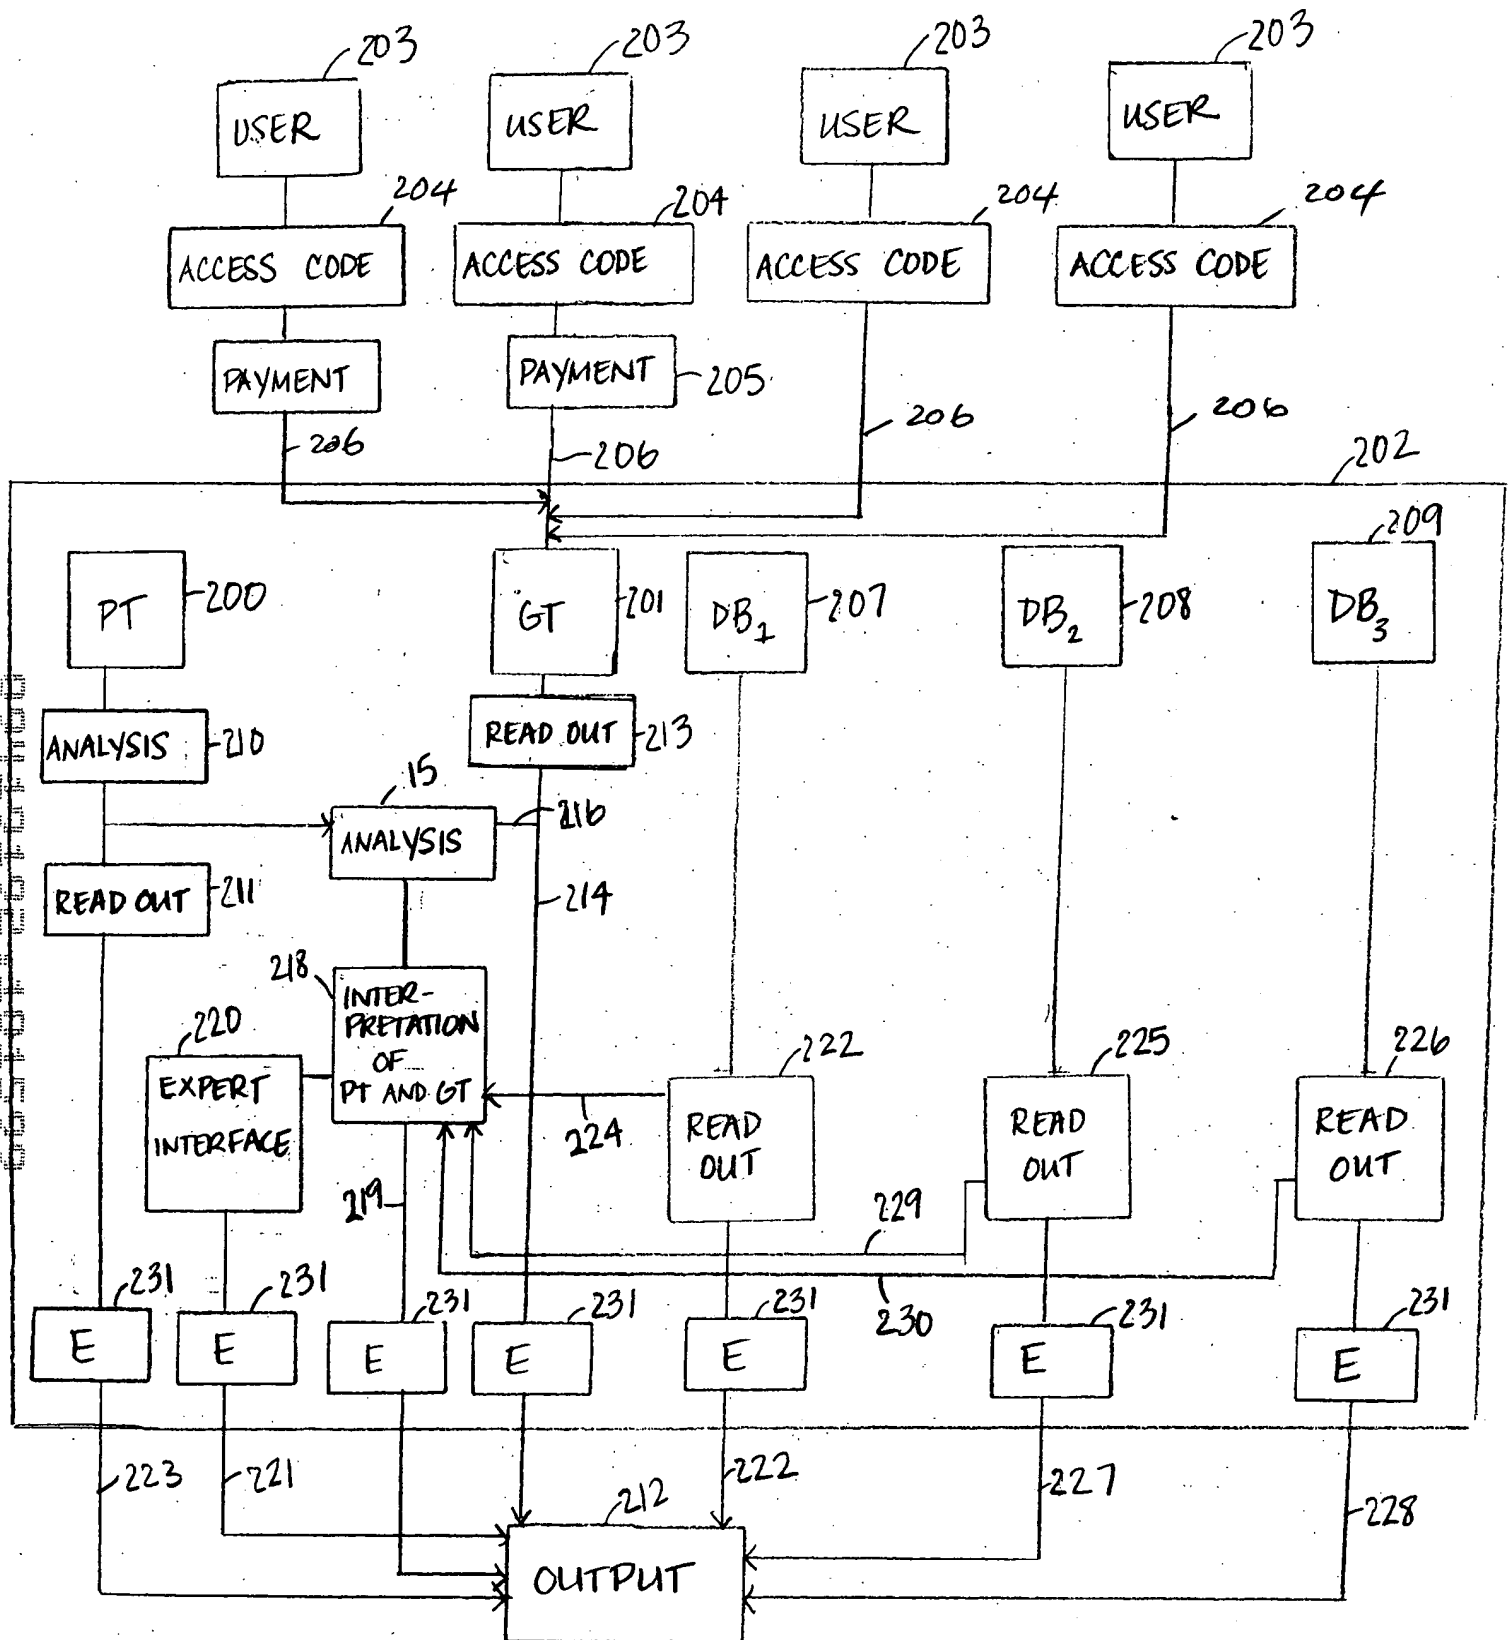 203
203
203
203
USER
USER
USER
USER
204
204
204
204
ACCESS CODE
ACCESS CODE
ACCESS CODE
ACCESS CODE
PAYMENT
PAYMENT
205
206
206
206
206
202
PT
200
GT
201
DB1
207
DB2
208
DB3
209
ANALYSIS
210
READ OUT
213
15
ANALYSIS
216
READ OUT
211
214
218
INTER-
PRETATION
OF
PT AND GT
220
EXPERT
INTERFACE
224
222
READ
OUT
225
READ
OUT
226
READ
OUT
219
229
230
231
231
231
231
231
231
231
E
E
E
E
E
E
E
223
221
222
227
228
212
OUTPUT